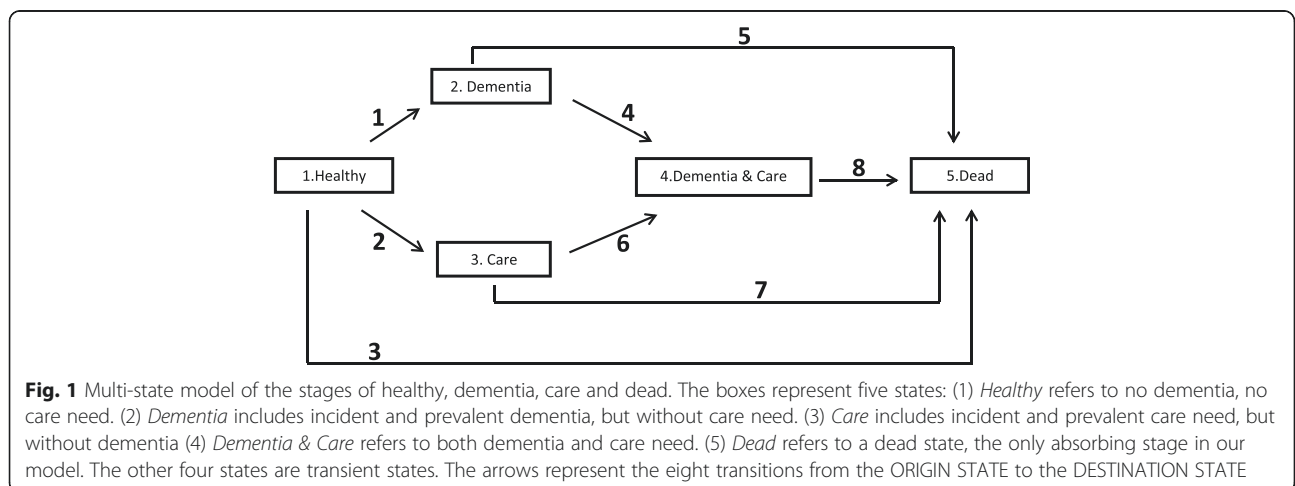 5
2. Dementia
1
4
1.Healthy
4.Dementia & Care
8
5.Dead
2
6
3. Care
7
3
Fig. 1 Multi-state model of the stages of healthy, dementia, care and dead. The boxes represent five states: (1) Healthy refers to no dementia, no
care need. (2) Dementia includes incident and prevalent dementia, but without care need. (3) Care includes incident and prevalent care need, but
without dementia (4) Dementia & Care refers to both dementia and care need. (5) Dead refers to a dead state, the only absorbing stage in our
model. The other four states are transient states. The arrows represent the eight transitions from the ORIGIN STATE to the DESTINATION STATE